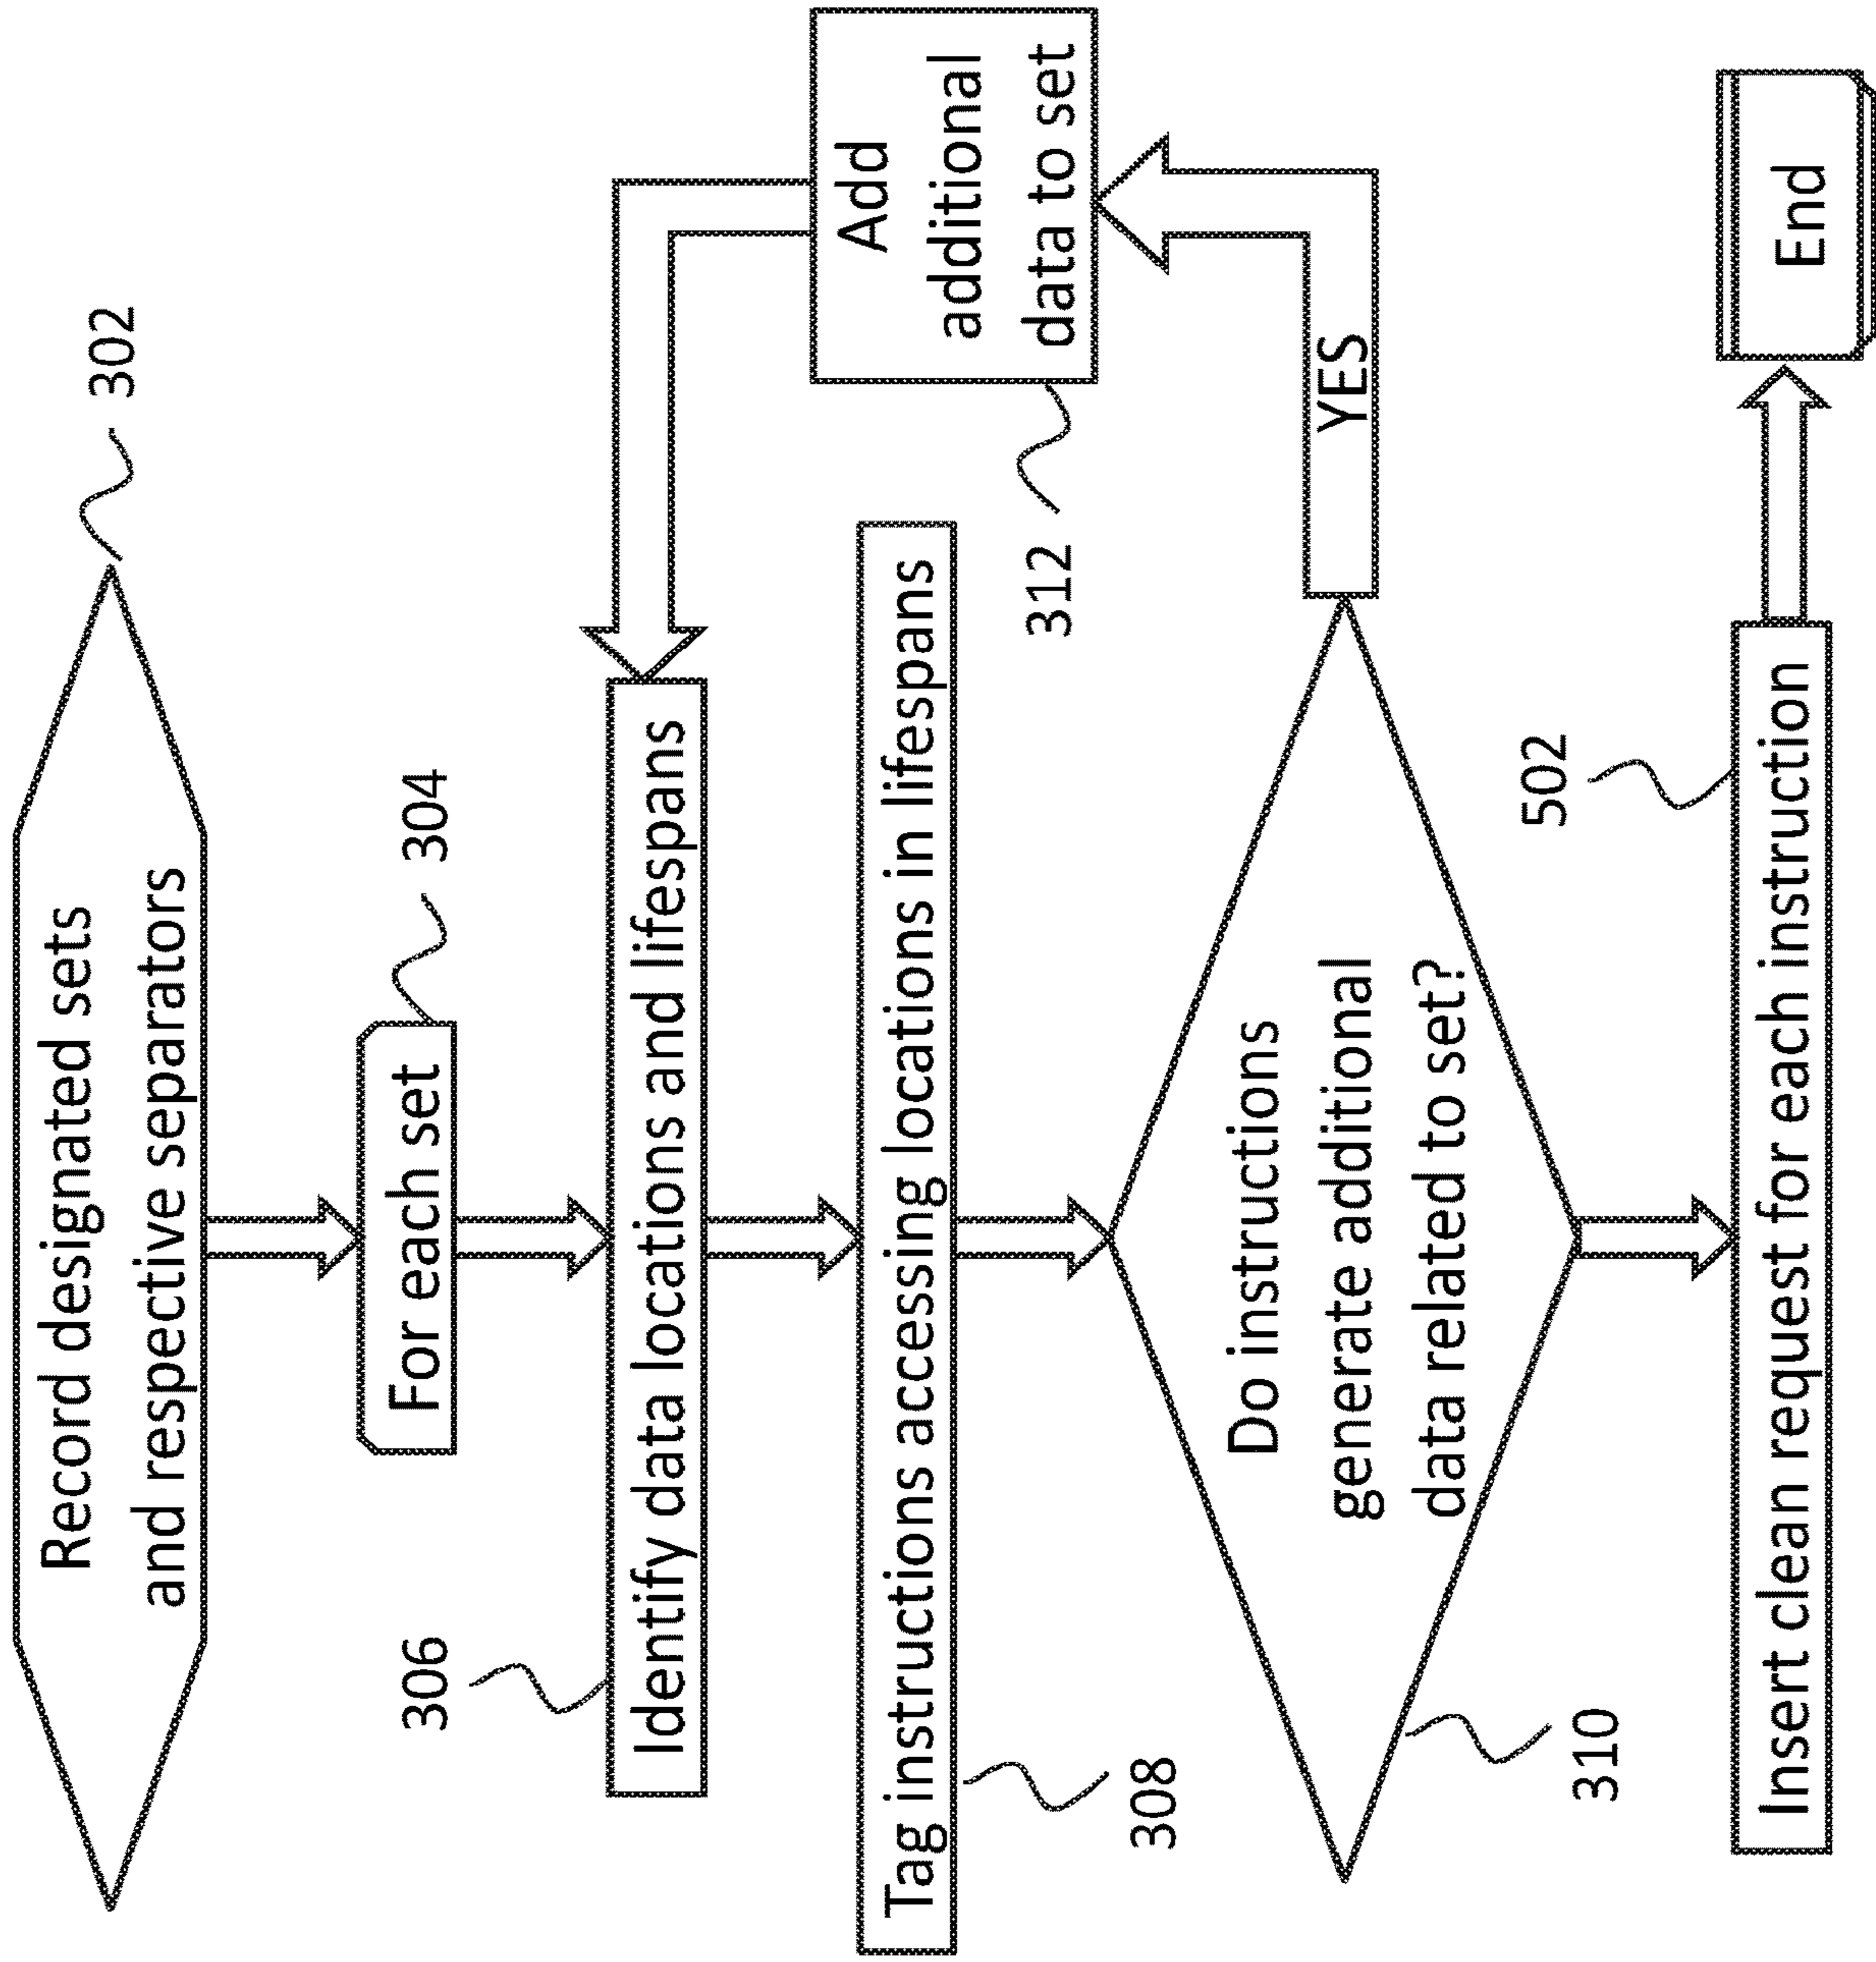 Record designated sets
and respective separators
302
For each set
304
306
Identify data locations and lifespans
Add
additional
data to set
312
Tag instructions accessing locations in lifespans
308
Do instructions
generate additional
data related to set?
310
YES
502
Insert clean request for each instruction
End